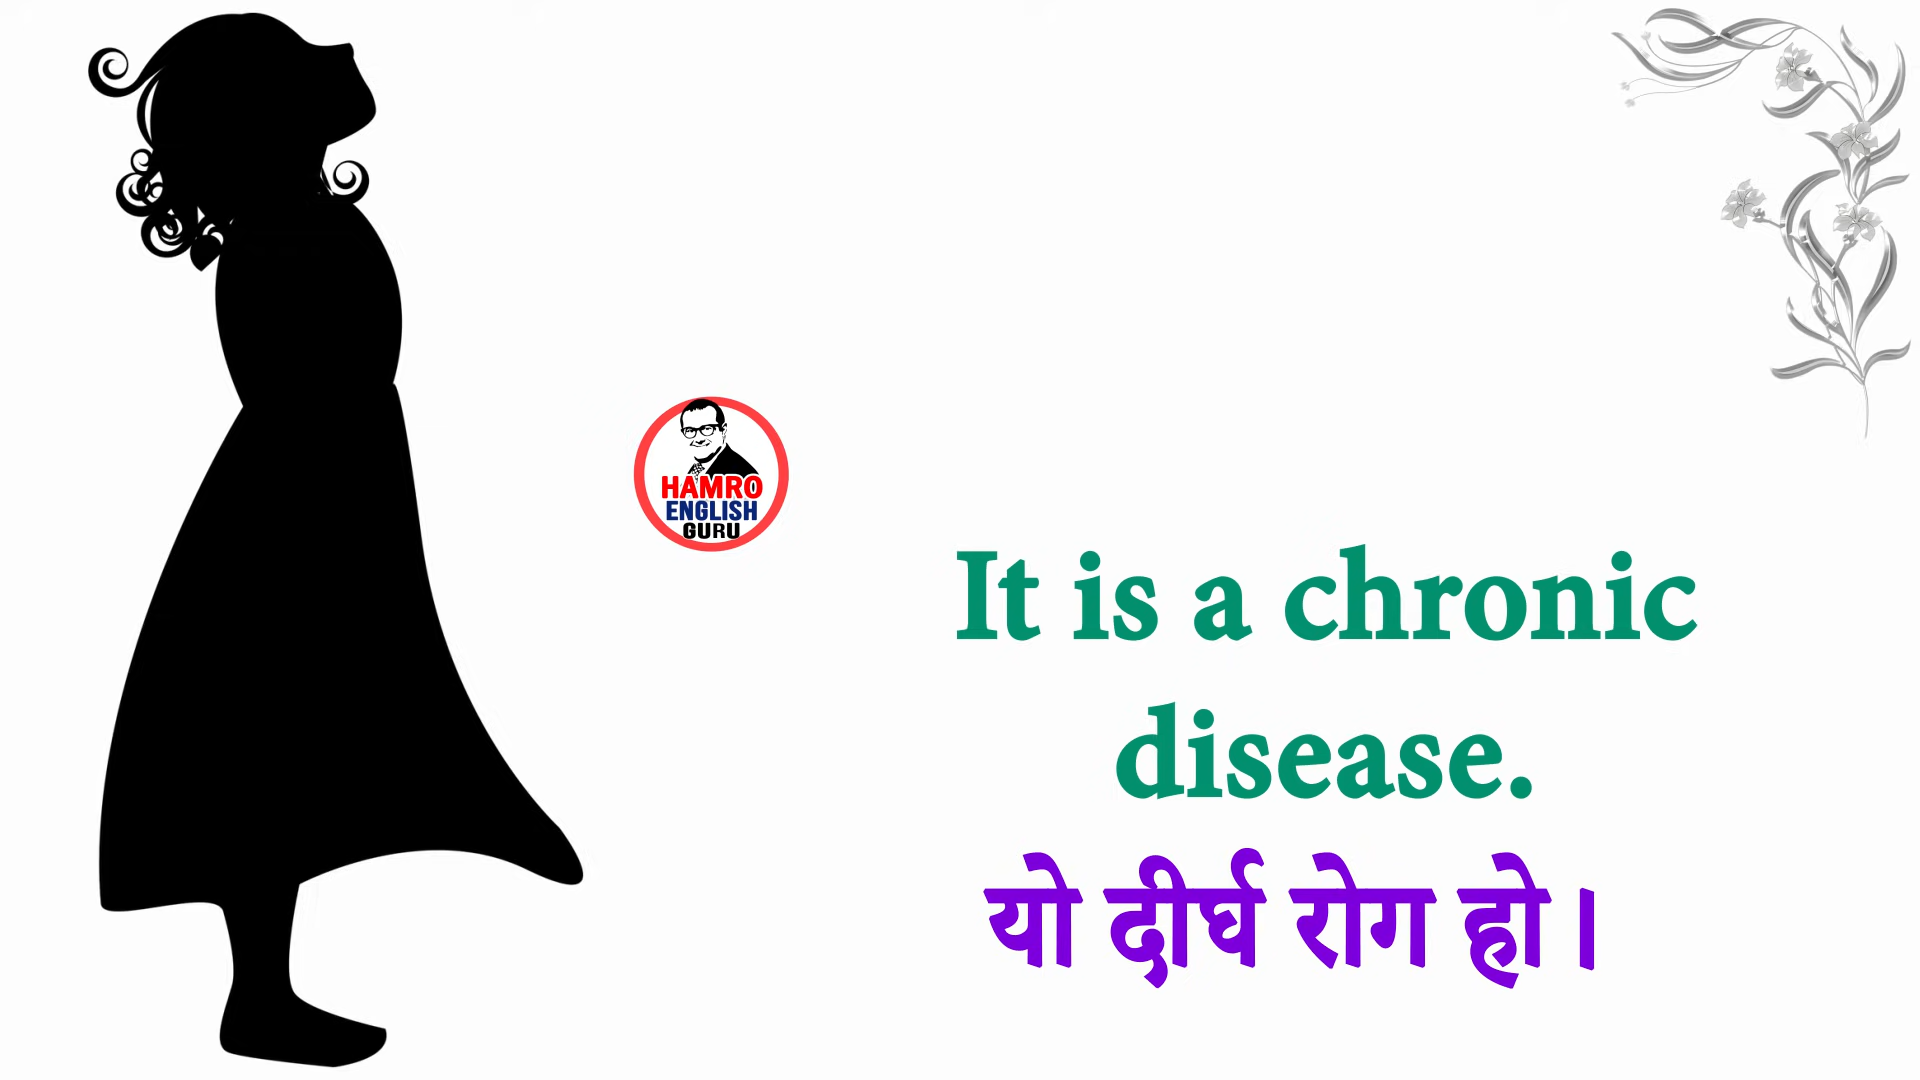 HAMRO
ENGLISH
GURU
It is a chronic
disease.
यो दीर्घ रोग हो।